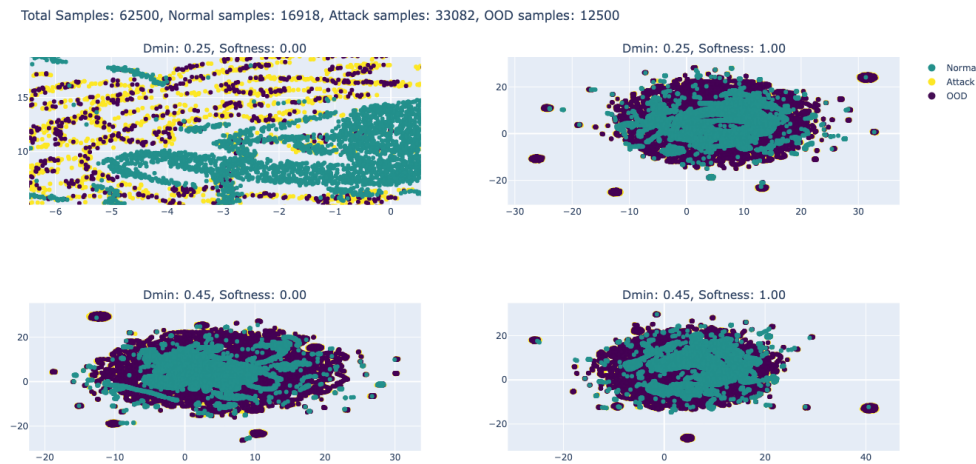 Total Samples: 62500, Normal samples: 16918, Attack samples: 33082, OOD samples: 12500
Dmin: 0.25, Softness: 0.00
Dmin: 0.25, Softness: 1.00
15
10
−6 −5 −4 −3 −2 −1 0
20
0
−20
−30 −20 −10 0 10 20 30
Norma
Attack
OOD
Dmin: 0.45, Softness: 0.00
Dmin: 0.45, Softness: 1.00
20
0
−20
−20 −10 0 10 20 30
20
0
−20
−20 0 20 40